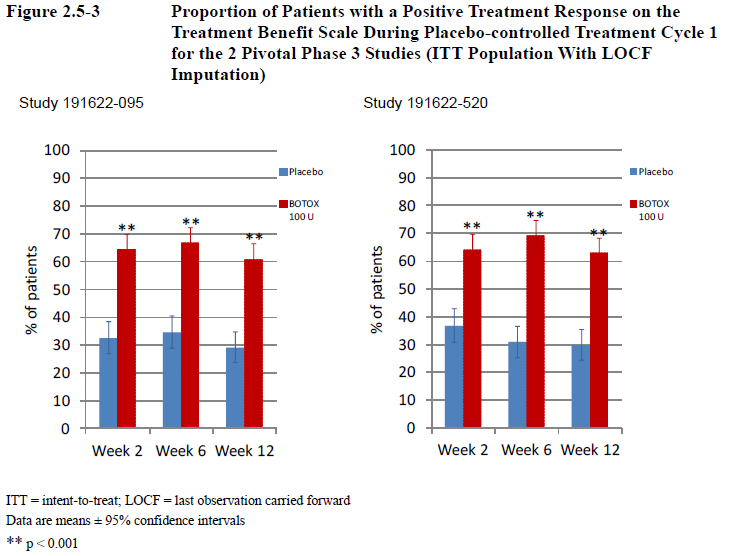 Figure 2.5-3 Proportion of Patients with a Positive Treatment Response on the
Treatment Benefit Scale During Placebo-controlled Treatment Cycle 1
for the 2 Pivotal Phase 3 Studies (ITT Population With LOCF
Imputation)
Study 191622-095
% of patients
100
90
80
70
60
50
40
30
20
10
0
**
**
**
Placebo
BOTOX
100 U
Week 2 Week 6 Week 12
Study 191622-520
% of patients
100
90
80
70
60
50
40
30
20
10
0
**
**
**
Placebo
BOTOX
100 U
Week 2 Week 6 Week 12
ITT = intent-to-treat; LOCF = last observation carried forward
Data are means ± 95% confidence intervals
** p < 0.001